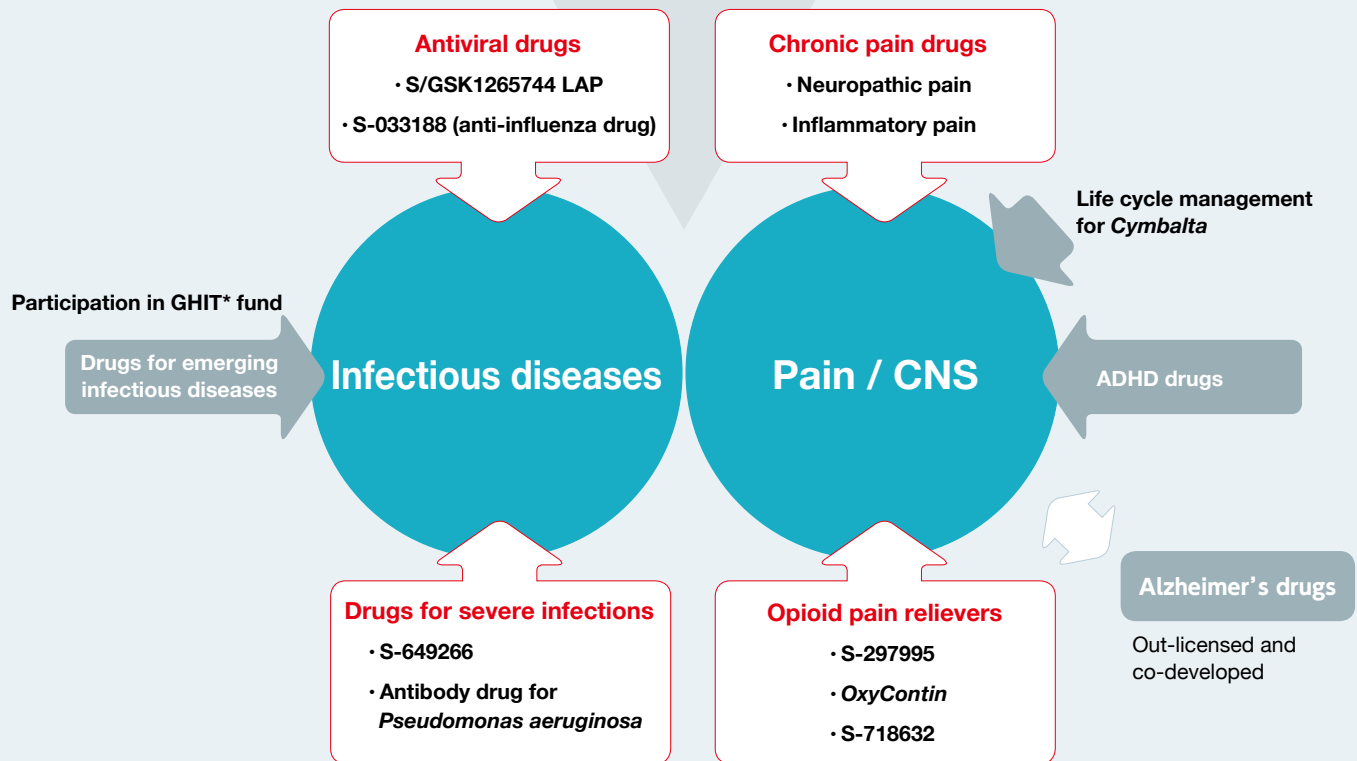 Antiviral drugs
· S/GSK1265744 LAP
· S-033188 (anti-influenza drug)
Chronic pain drugs
· Neuropathic pain
· Inflammatory pain
Life cycle management
for Cymbalta
Participation in GHIT* fund
Drugs for emerging
infectious diseases
Infectious diseases
Pain / CNS
ADHD drugs
Drugs for severe infections
· S-649266
· Antibody drug for
Pseudomonas aeruginosa
Opioid pain relievers
· S-297995
· OxyContin
· S-718632
Alzheimer's drugs
Out-licensed and
co-developed